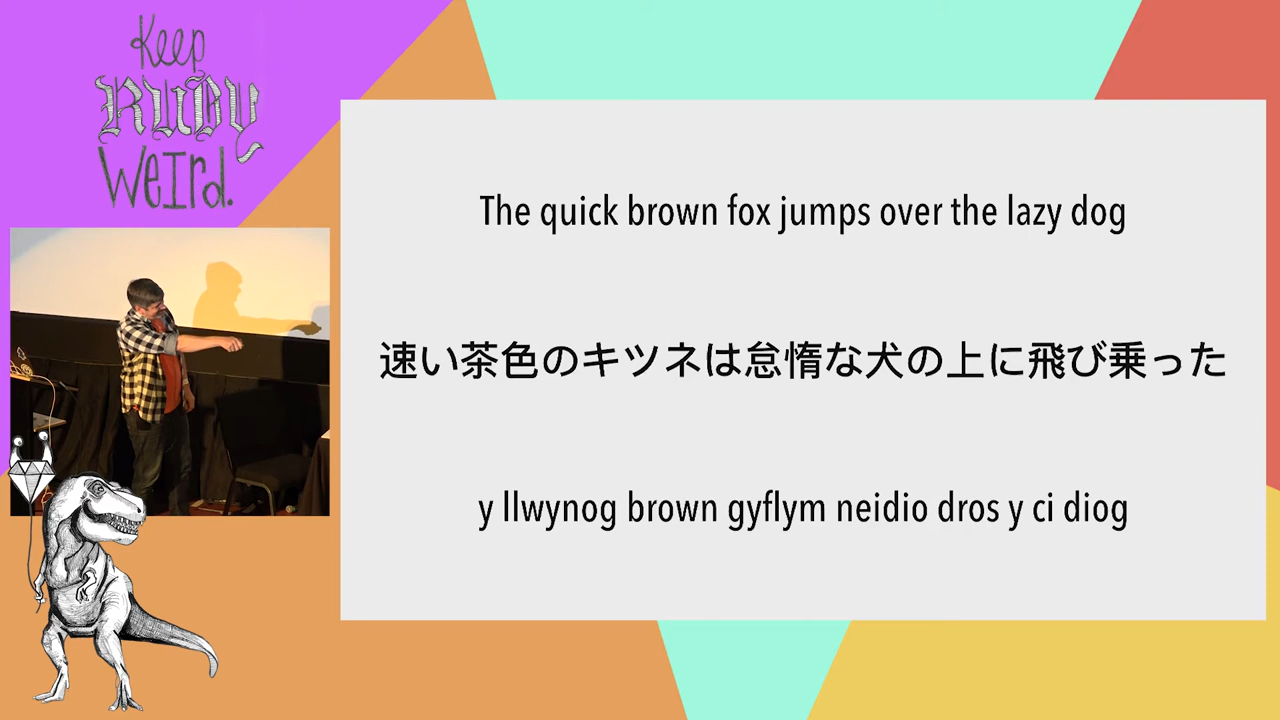 Keep
RUBY
WeIrd.
The quick brown fox jumps over the lazy dog
速い茶色のキツネは怠惰な犬の上に飛び乗った
y llwynog brown gyflym neidio dros y ci diog